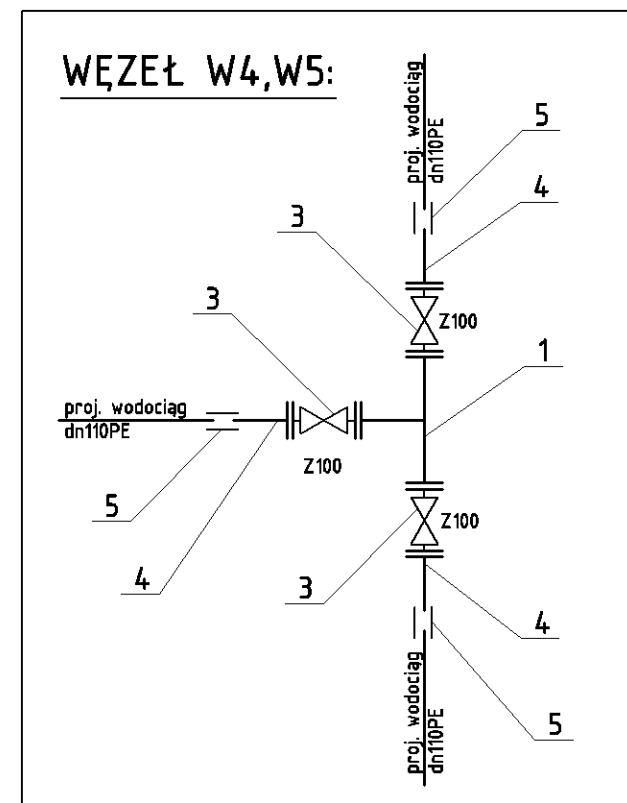 WĘZEŁ W4,W5:
proj. wodociąg
dn110PE
5
4
3
Z100
3
1
proj. wodociąg
dn110PE
Z100
5
4
Z100
3
4
5
proj. wodociąg
dn110PE